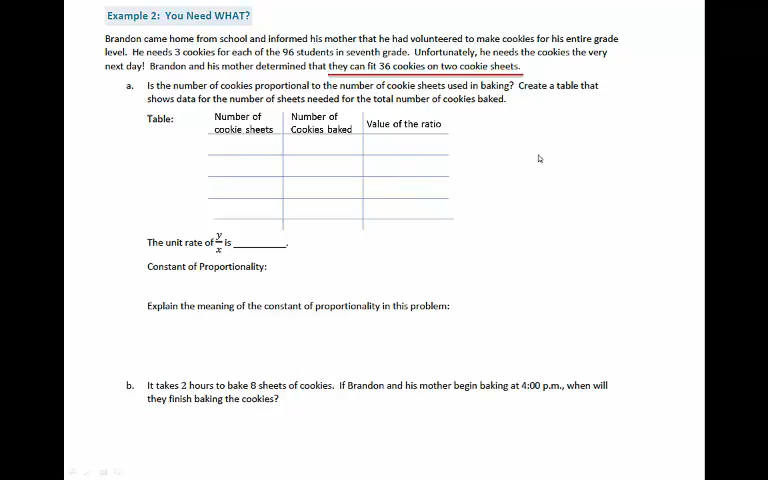 Example 2: You Need WHAT?
Brandon came home from school and informed his mother that he had volunteered to make cookies for his entire grade
level. He needs 3 cookies for each of the 96 students in seventh grade. Unfortunately, he needs the cookies the very
next day! Brandon and his mother determined that they can fit 36 cookies on two cookie sheets.
a. Is the number of cookies proportional to the number of cookie sheets used in baking? Create a table that
shows data for the number of sheets needed for the total number of cookies baked.
Table:
Number of
cookie sheets
Number of
Cookies baked
Value of the ratio
The unit rate of y/x is __________.
Constant of Proportionality:
Explain the meaning of the constant of proportionality in this problem:
b. It takes 2 hours to bake 8 sheets of cookies. If Brandon and his mother begin baking at 4:00 p.m., when will
they finish baking the cookies?